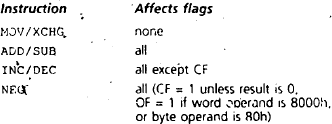 Instruction Affects flags
MOV/XCHG none
ADD/SUB all
INC/DEC all except CF
NEG all (CF = 1 unless result is 0,
OF = 1 if word operand is 8000h,
or byte operand is 80h)